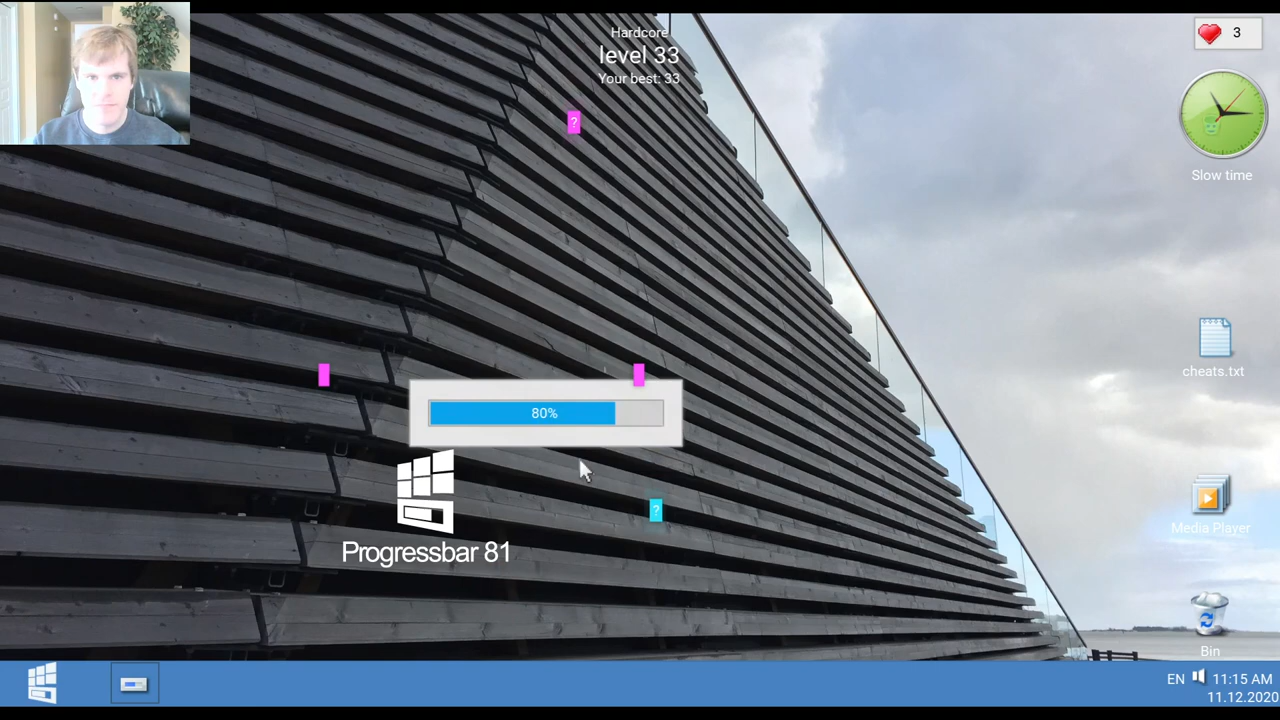 Hardcore
level 33
Your best: 33
3
?
Slow time
cheats.txt
80%
Media Player
?
Progressbar 81
Bin
EN 11:15 AM
11.12.2020